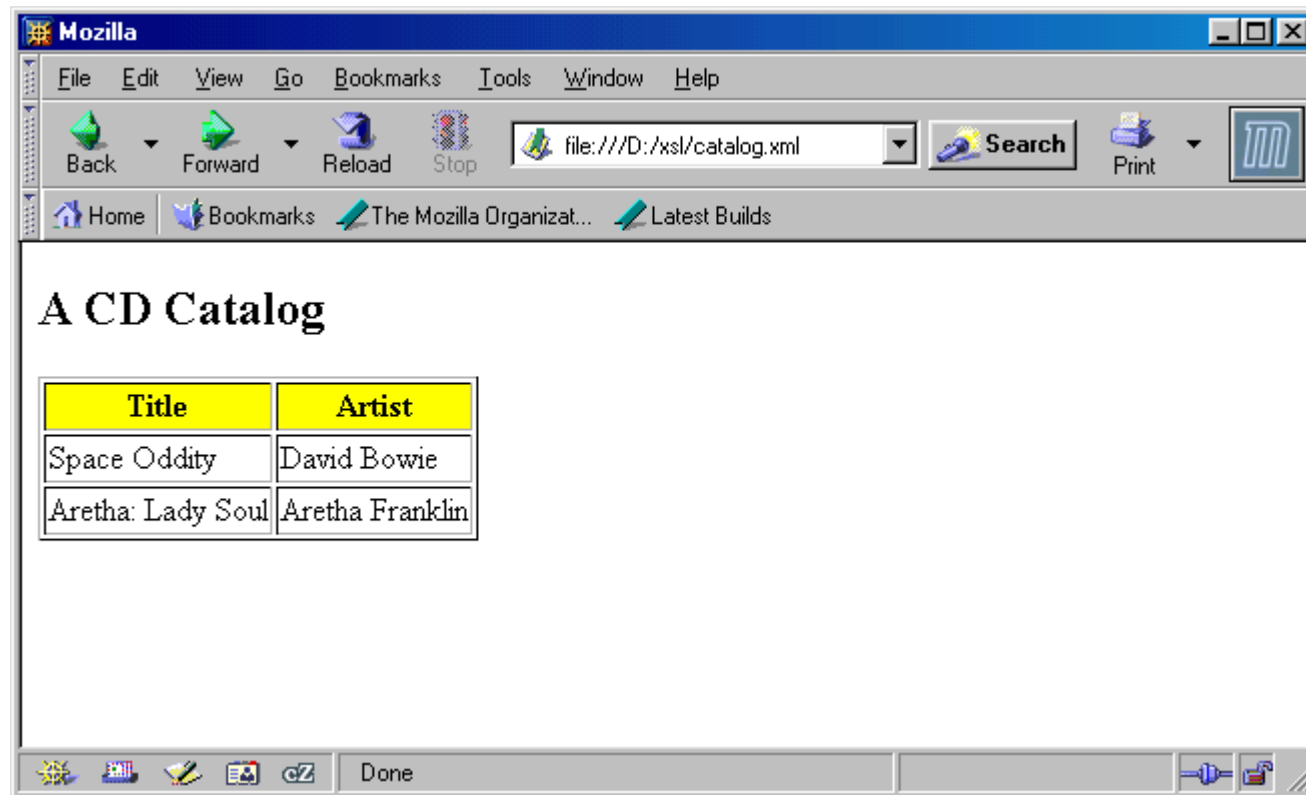 Mozilla
File Edit View Go Bookmarks Tools Window Help
Back Forward Reload Stop file:///D:/xsl/catalog.xml Search Print
Home Bookmarks The Mozilla Organizat... Latest Builds
A CD Catalog
Title Artist
Space Oddity David Bowie
Aretha: Lady Soul Aretha Franklin
cZ Done